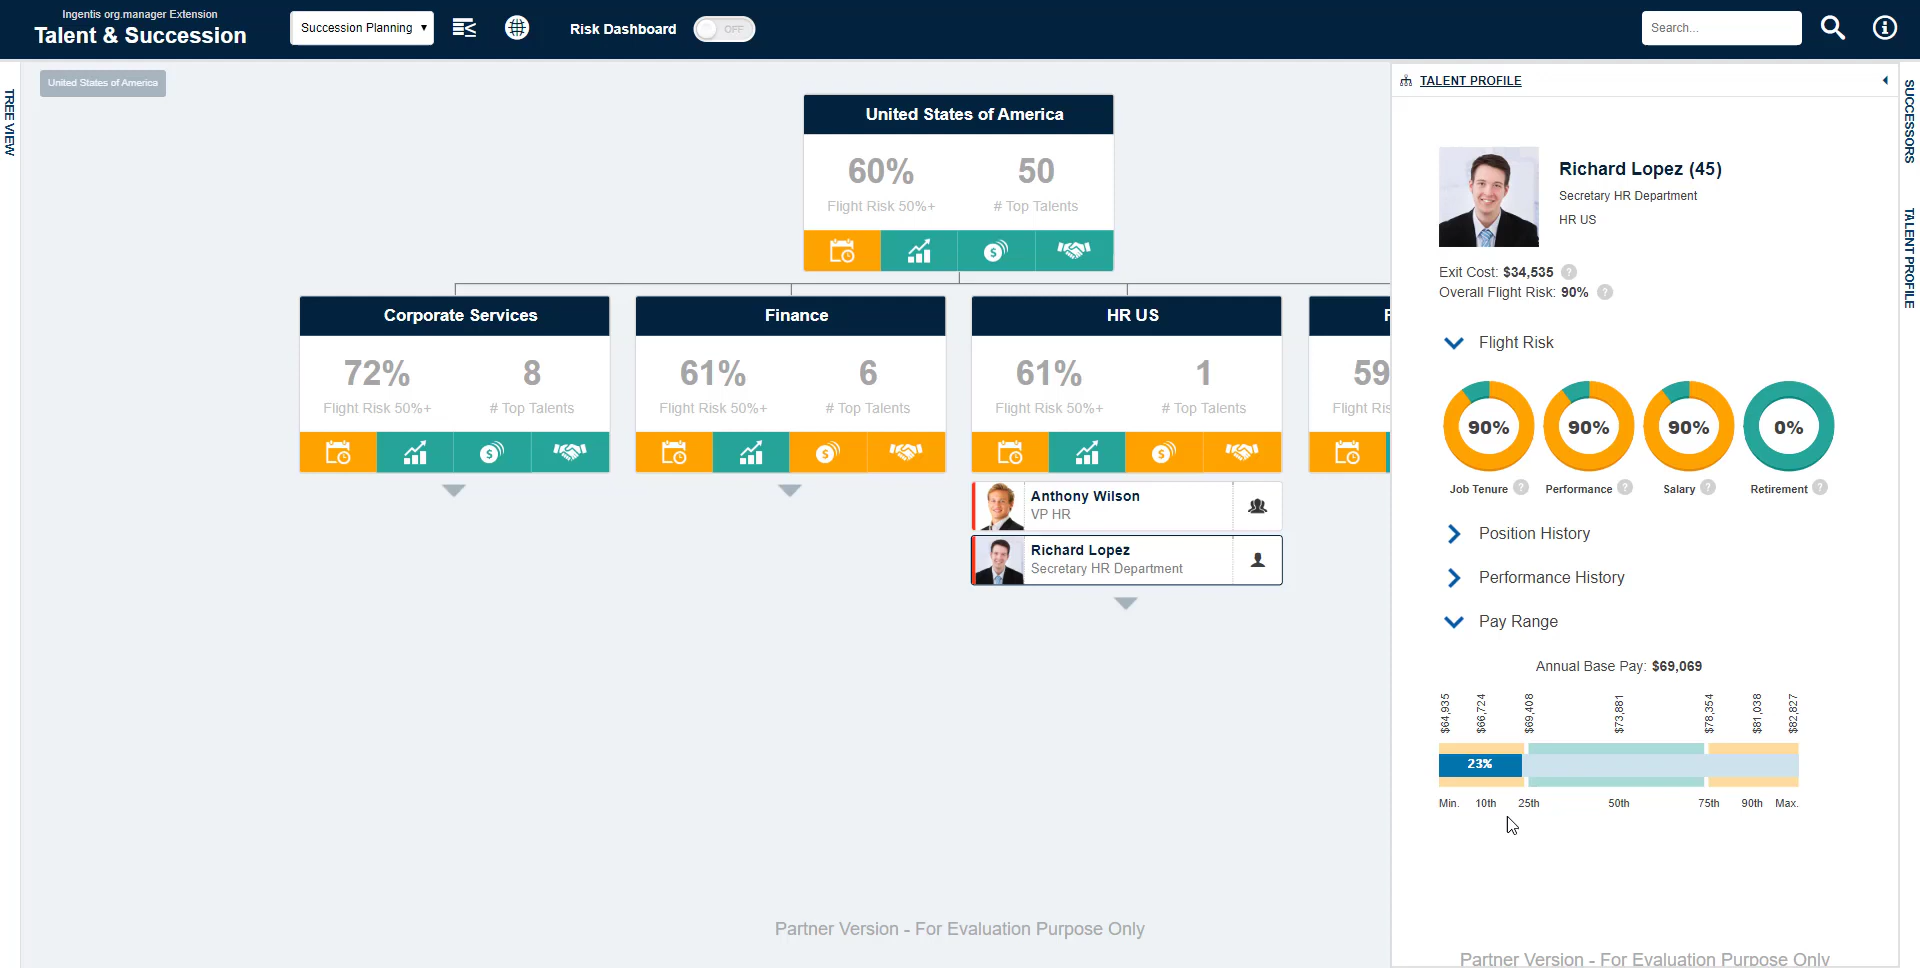 Ingentis org.manager Extension
Talent & Succession
Succession Planning
Risk Dashboard
OFF
Search...
TREE VIEW
United States of America
United States of America
60%
50
Flight Risk 50%+
# Top Talents
Corporate Services
72%
8
Flight Risk 50%+
# Top Talents
Finance
61%
6
Flight Risk 50%+
# Top Talents
HR US
61%
1
Flight Risk 50%+
# Top Talents
Anthony Wilson
VP HR
Richard Lopez
Secretary HR Department
59
Flight Ris
Partner Version - For Evaluation Purpose Only
TALENT PROFILE
Richard Lopez (45)
Secretary HR Department
HR US
Exit Cost: $34,535 ?
Overall Flight Risk: 90% ?
Flight Risk
90% 90% 90% 0%
Job Tenure ? Performance ? Salary ? Retirement ?
Position History
Performance History
Pay Range
Annual Base Pay: $69,069
$64,935 $66,724 $69,408 $73,881 $78,354 $81,038 $82,827
23%
Min. 10th 25th 50th 75th 90th Max.
Partner Version - For Evaluation Purpose Only
SUCCESSORS
TALENT PROFILE